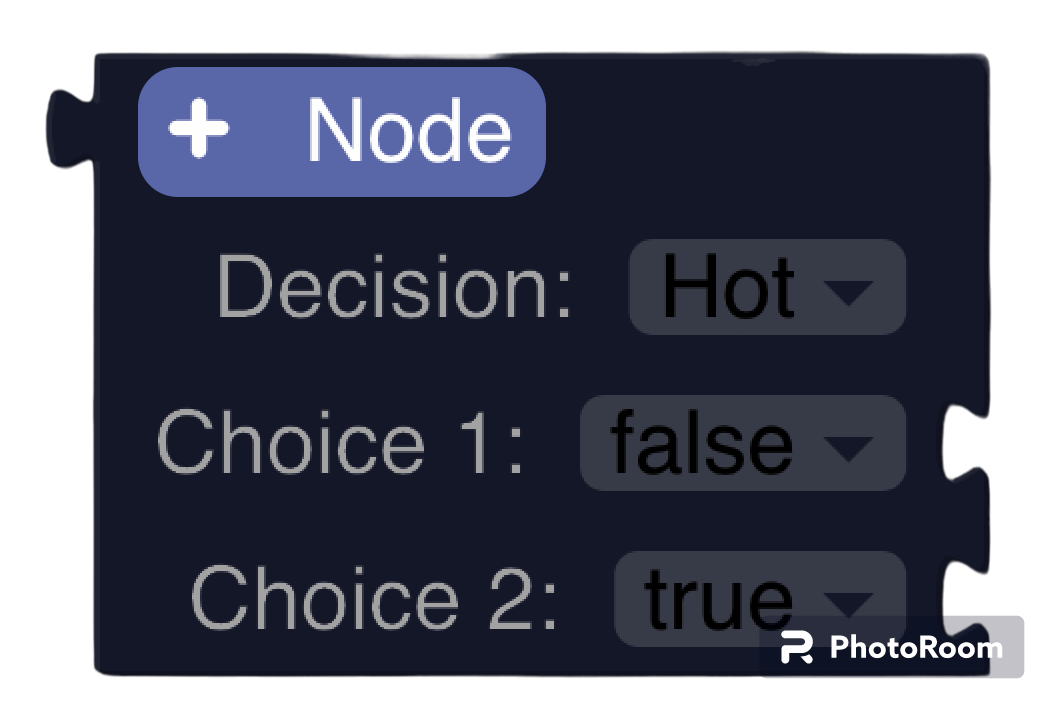 + Node
Decision: Hot
Choice 1: false
Choice 2: true
PhotoRoom